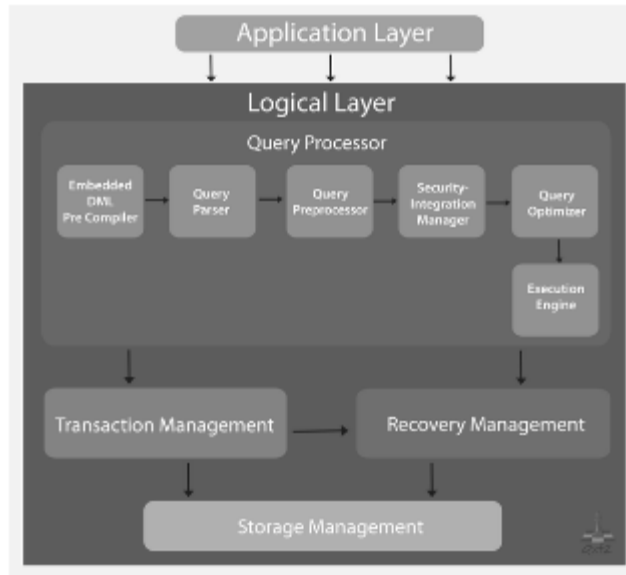 Application Layer
Logical Layer
Query Processor
Embedded
DML
Pre Compiler
Query
Parser
Query
Preprocessor
Security-
Integration
Manager
Query
Optimizer
Execution
Engine
Transaction Management
Recovery Management
Storage Management